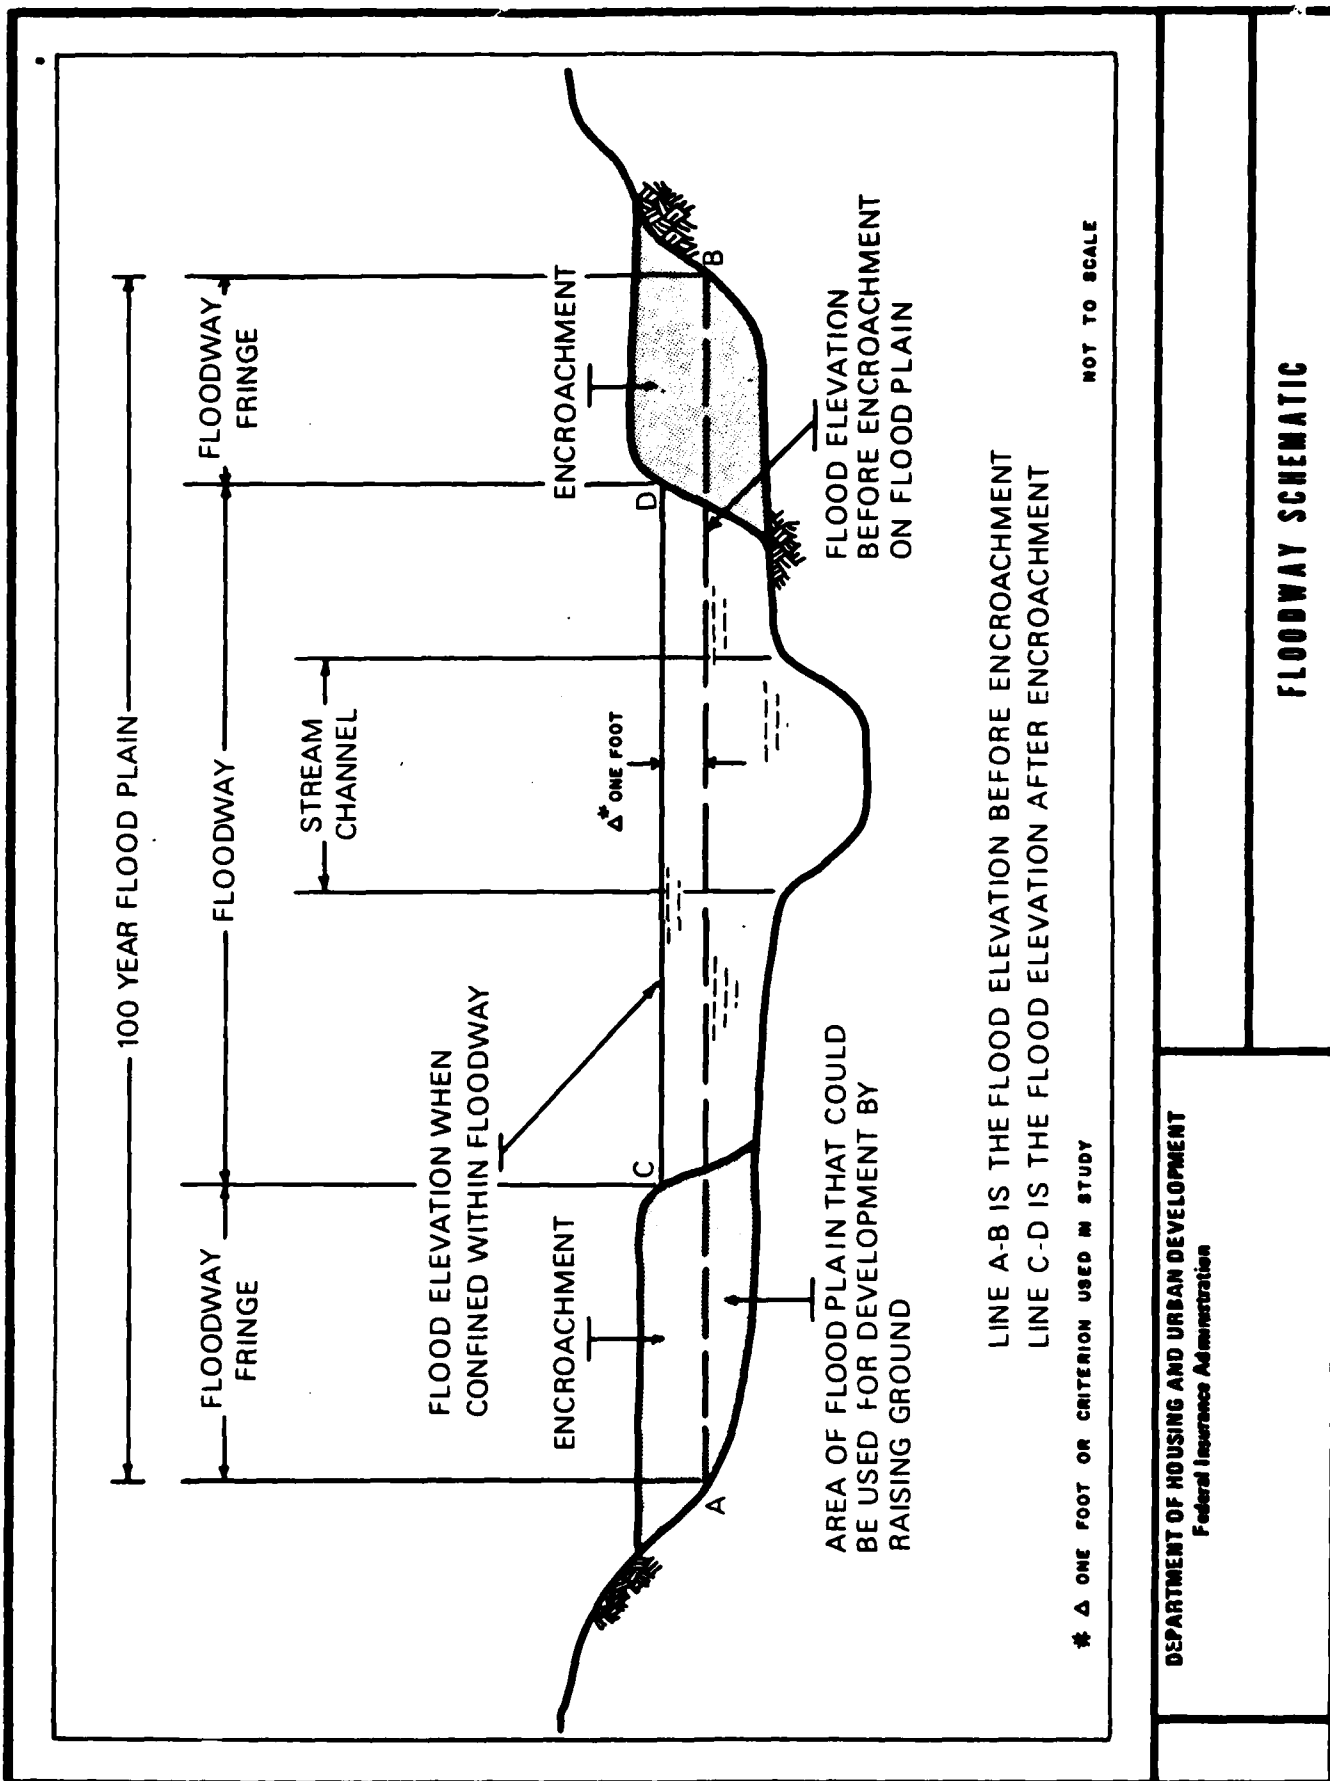 100 YEAR FLOOD PLAIN
FLOODWAY
FRINGE
FLOODWAY
FLOODWAY
FRINGE
STREAM
CHANNEL
FLOOD ELEVATION WHEN
CONFINED WITHIN FLOODWAY
ENCROACHMENT
Δ* ONE FOOT
ENCROACHMENT
C
D
A
B
AREA OF FLOOD PLAIN THAT COULD
BE USED FOR DEVELOPMENT BY
RAISING GROUND
FLOOD ELEVATION
BEFORE ENCROACHMENT
ON FLOOD PLAIN
LINE A-B IS THE FLOOD ELEVATION BEFORE ENCROACHMENT
LINE C-D IS THE FLOOD ELEVATION AFTER ENCROACHMENT
* Δ ONE FOOT OR CRITERION USED IN STUDY
NOT TO SCALE
DEPARTMENT OF HOUSING AND URBAN DEVELOPMENT
Federal Insurance Administration
FLOODWAY SCHEMATIC